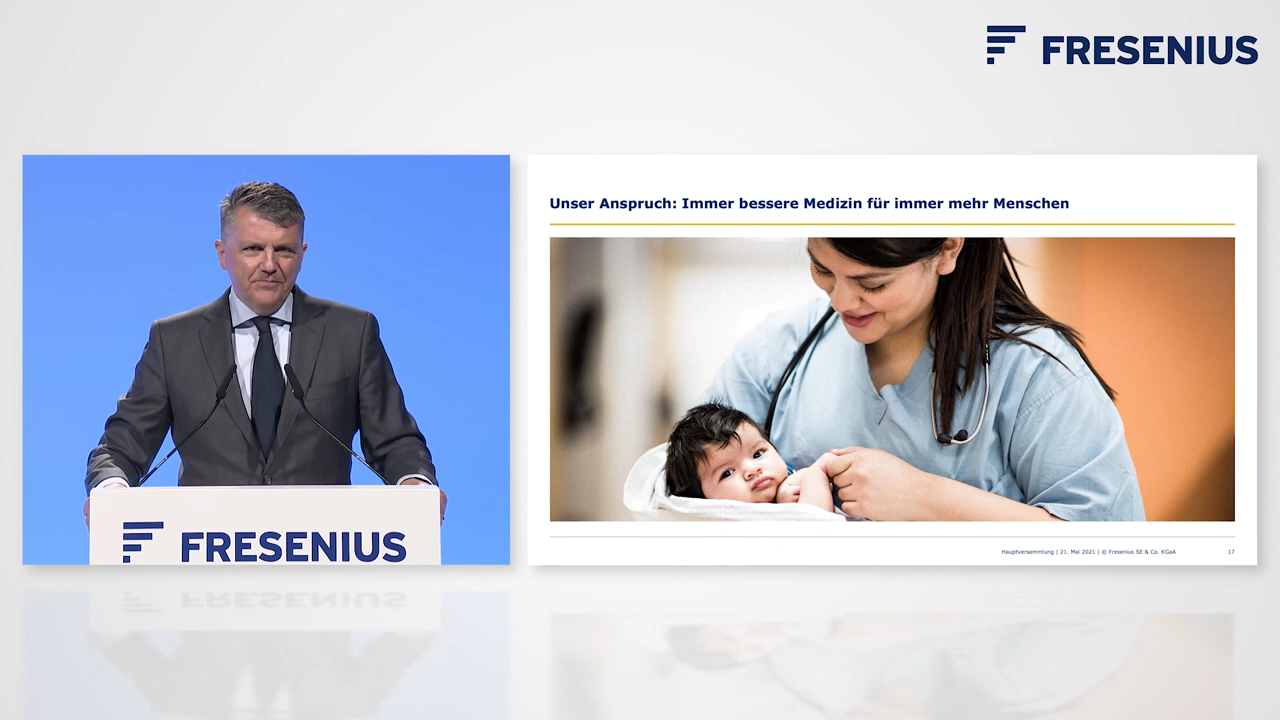 FRESENIUS
Unser Anspruch: Immer bessere Medizin für immer mehr Menschen
FRESENIUS
Hauptversammlung | 21. Mai 2021 | © Fresenius SE & Co. KGaA 17